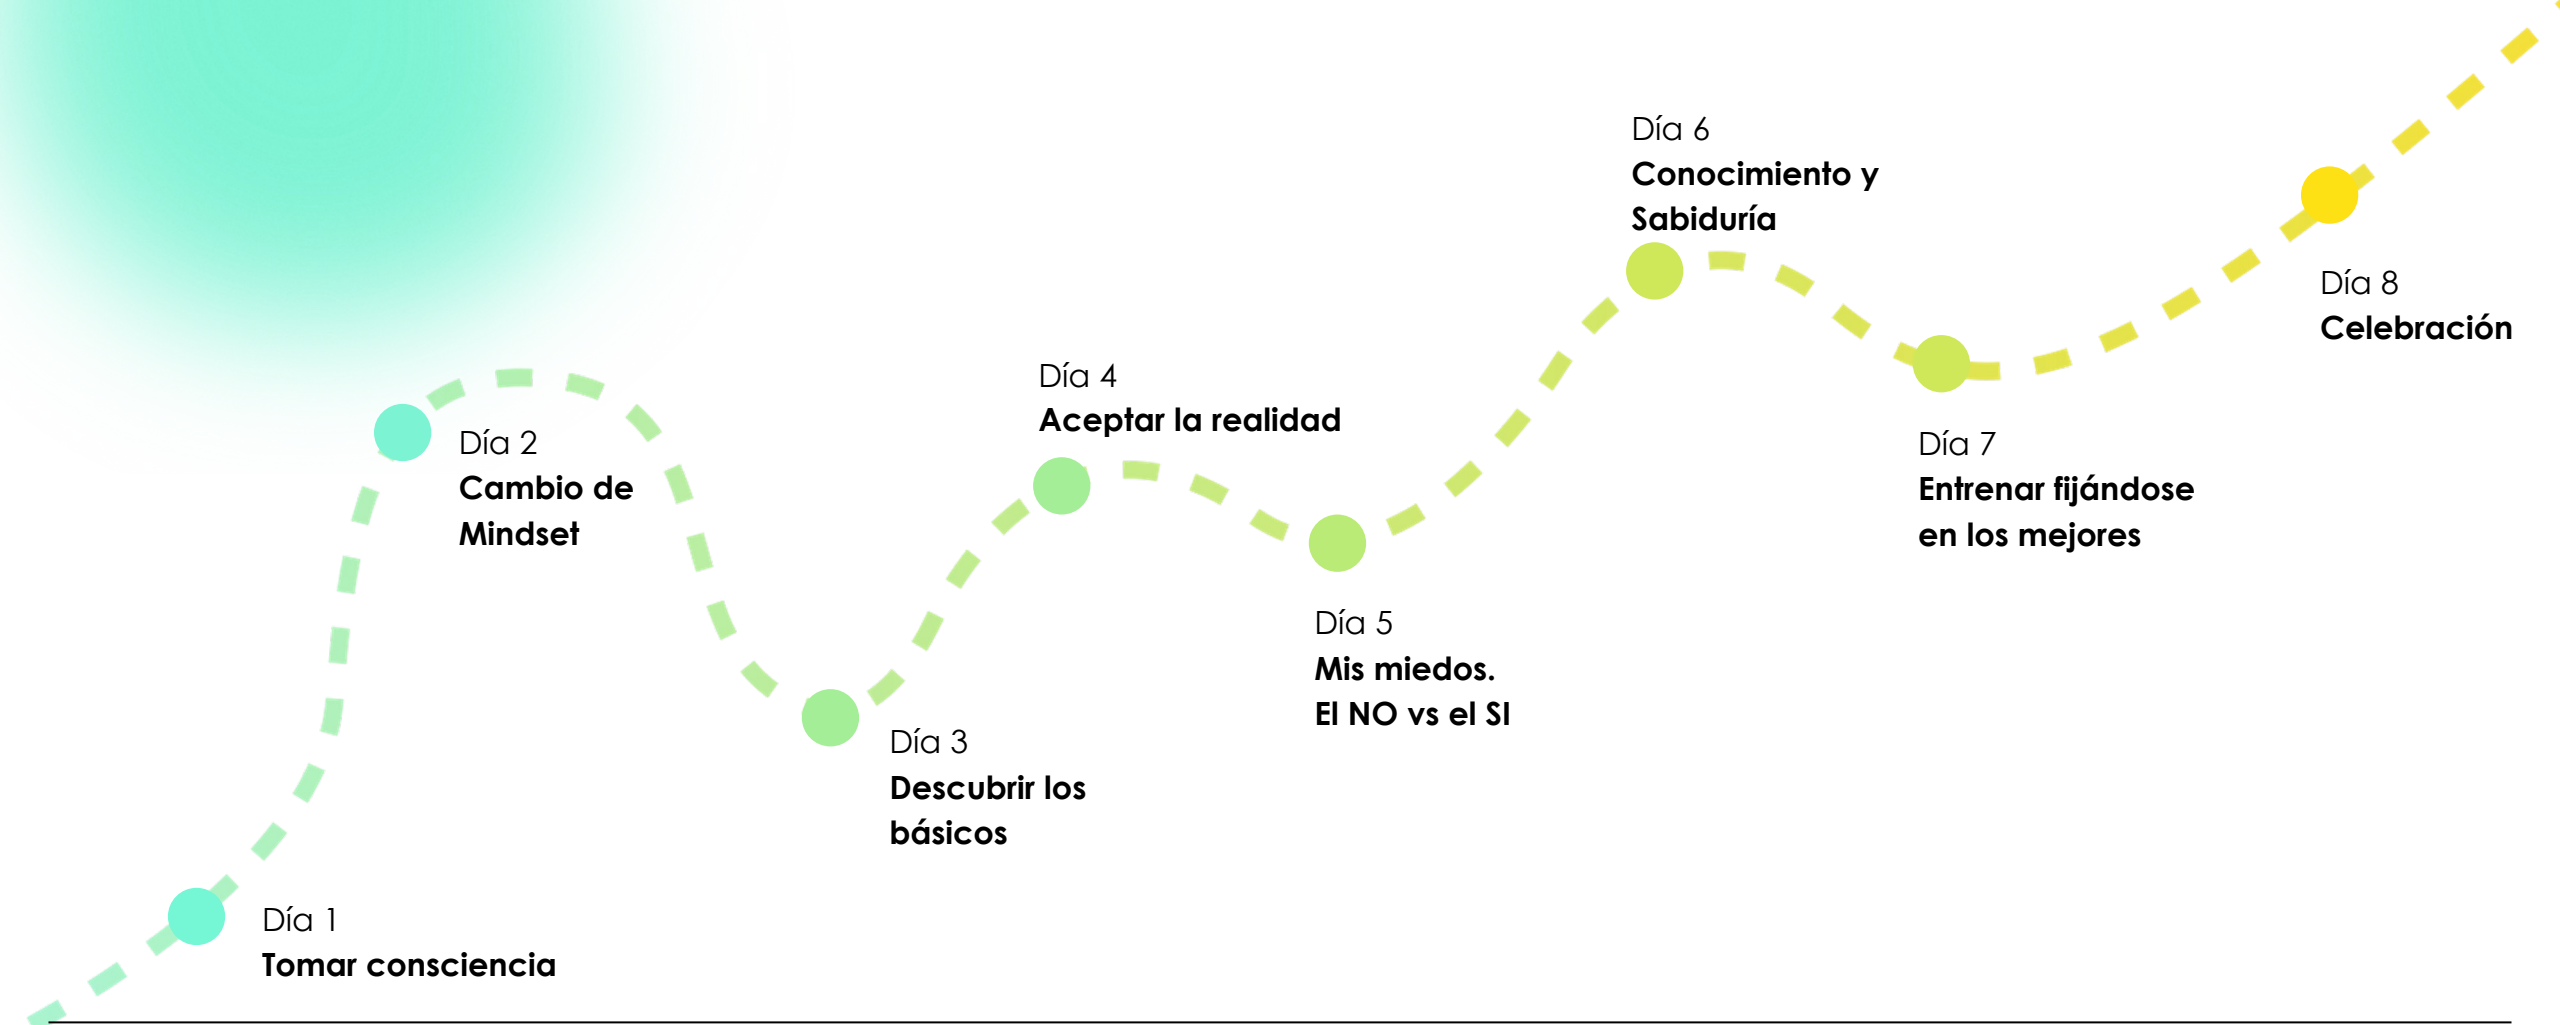 Día 1
Tomar consciencia
Día 2
Cambio de
Mindset
Día 3
Descubrir los
básicos
Día 4
Aceptar la realidad
Día 5
Mis miedos.
El NO vs el SI
Día 6
Conocimiento y
Sabiduría
Día 7
Entrenar fijándose
en los mejores
Día 8
Celebración